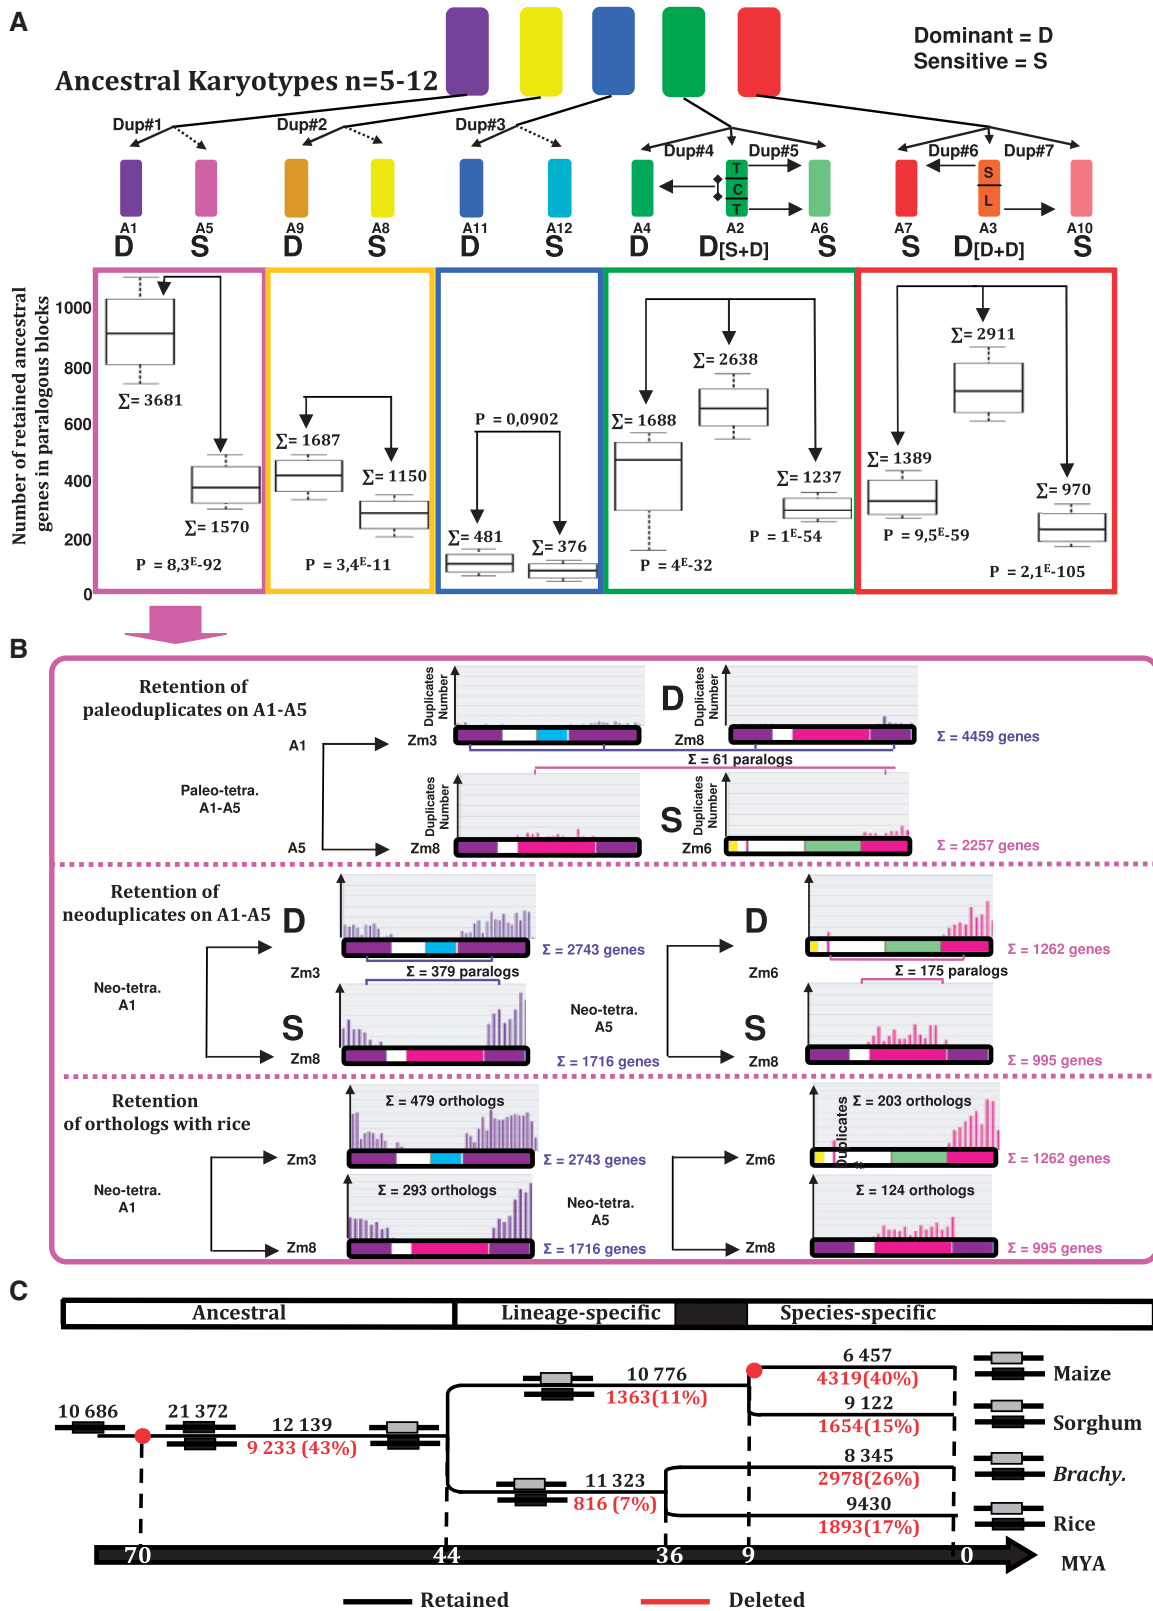 A
Dominant = D
Sensitive = S
Ancestral Karyotypes n=5-12
Dup#1
Dup#2
Dup#3
Dup#4
Dup#5
Dup#6
Dup#7
T
C
T
S
L
A1
A5
A9
A8
A11
A12
A4
A2
A6
A7
A3
A10
D
S
D
S
D
S
D
D[S+D]
S
S
D[D+D]
S
Number of retained ancestral
genes in paralogous blocks
1000
800
600
400
200
0
Σ= 3681
Σ= 1570
P = 8,3E-92
Σ= 1687
Σ= 1150
P = 3,4E-11
P = 0,0902
Σ= 481
Σ= 376
Σ= 1688
Σ= 2638
Σ= 1237
P = 4E-32
P = 1E-54
Σ= 1389
Σ= 2911
Σ= 970
P = 9,5E-59
P = 2,1E-105
B
Retention of
paleoduplicates on A1-A5
Duplicates
Number
D
Duplicates
Number
A1
Zm3
Zm8
Σ = 4459 genes
Σ = 61 paralogs
Paleo-tetra.
A1-A5
Duplicates
Number
S
Duplicates
Number
A5
Zm8
Zm6
Σ = 2257 genes
Retention of
neoduplicates on A1-A5
D
D
Σ = 2743 genes
Σ = 1262 genes
Zm3
Σ = 379 paralogs
Zm6
Σ = 175 paralogs
Neo-tetra.
A1
Neo-tetra.
A5
S
S
Zm8
Σ = 1716 genes
Zm8
Σ = 995 genes
Retention
of orthologs with rice
Σ = 479 orthologs
Σ = 203 orthologs
Duplicates
Zm3
Σ = 2743 genes
Zm6
Σ = 1262 genes
Neo-tetra.
A1
Σ = 293 orthologs
Neo-tetra.
A5
Σ = 124 orthologs
Zm8
Σ = 1716 genes
Zm8
Σ = 995 genes
C
Ancestral
Lineage-specific
Species-specific
10 686
21 372
12 139
9 233 (43%)
10 776
1363(11%)
11 323
816 (7%)
6 457
4319(40%)
Maize
9 122
1654(15%)
Sorghum
8 345
2978(26%)
Brachy.
9430
1893(17%)
Rice
70
44
36
9
0
MYA
Retained
Deleted